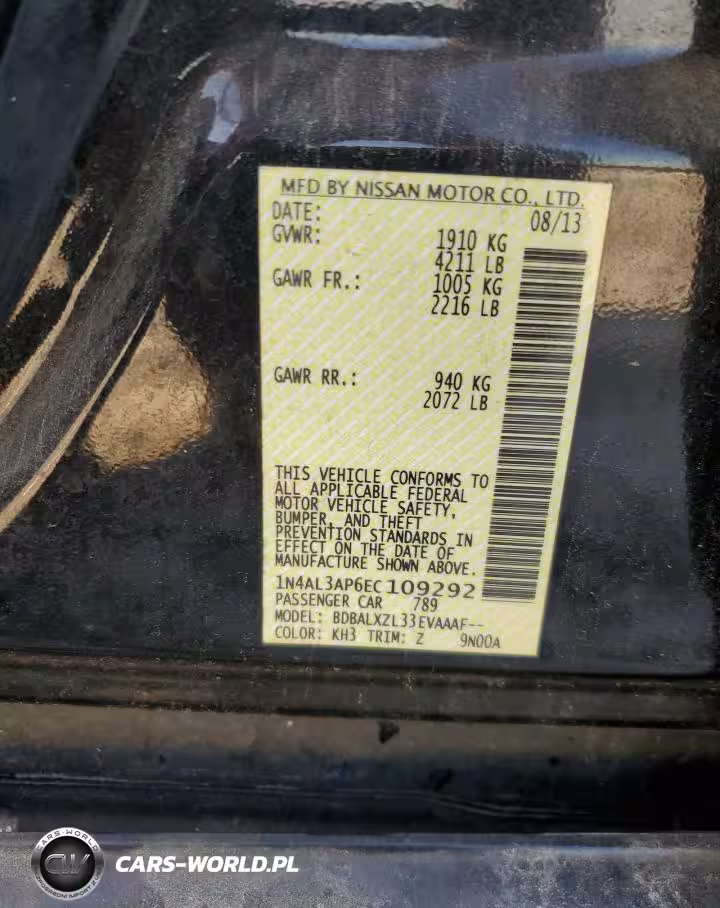 MFD BY NISSAN MOTOR CO., LTD.
DATE: 08/13
GVWR: 1910 KG
4211 LB
GAWR FR.: 1005 KG
2216 LB
GAWR RR.: 940 KG
2072 LB
THIS VEHICLE CONFORMS TO
ALL APPLICABLE FEDERAL
MOTOR VEHICLE SAFETY,
BUMPER, AND THEFT
PREVENTION STANDARDS IN
EFFECT ON THE DATE OF
MANUFACTURE SHOWN ABOVE.
1N4AL3AP6EC109292
PASSENGER CAR 789
MODEL: BDBALXZL33EVAAAF--
COLOR: KH3 TRIM: Z 9N00A
CARS-WORLD
CW
CARS-WORLD.PL